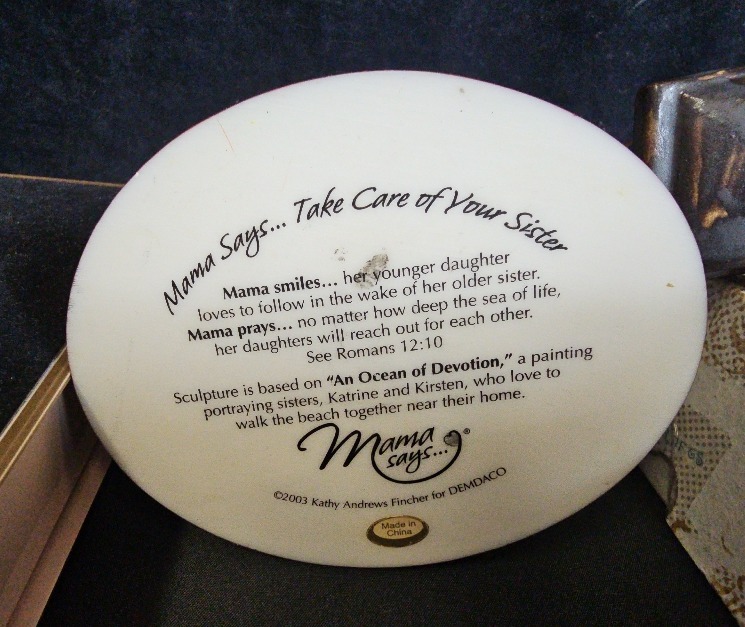 Mama Says... Take Care of Your Sister
Mama smiles... her younger daughter
loves to follow in the wake of her older sister.
Mama prays... no matter how deep the sea of life,
her daughters will reach out for each other.
See Romans 12:10
Sculpture is based on “An Ocean of Devotion,” a painting
portraying sisters, Katrine and Kirsten, who love to
walk the beach together near their home.
Mama
says...®
©2003 Kathy Andrews Fincher for DEMDACO
Made in
China